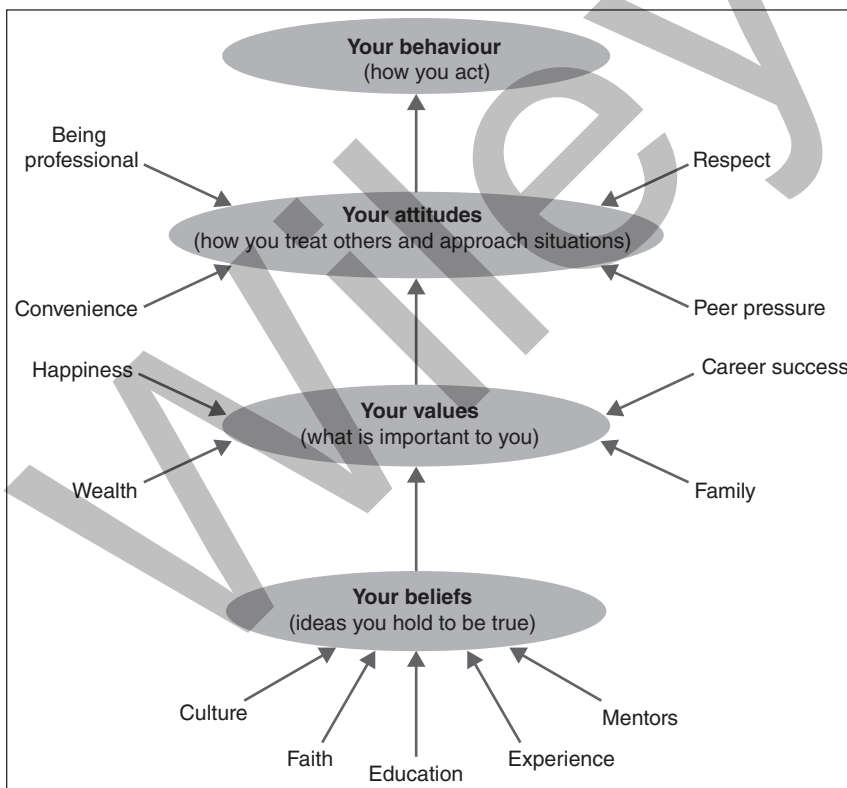 Your behaviour
(how you act)
Being
professional
Respect
Your attitudes
(how you treat others and approach situations)
Convenience
Peer pressure
Happiness
Career success
Your values
(what is important to you)
Wealth
Family
Your beliefs
(ideas you hold to be true)
Culture
Mentors
Faith
Experience
Education
Wiley